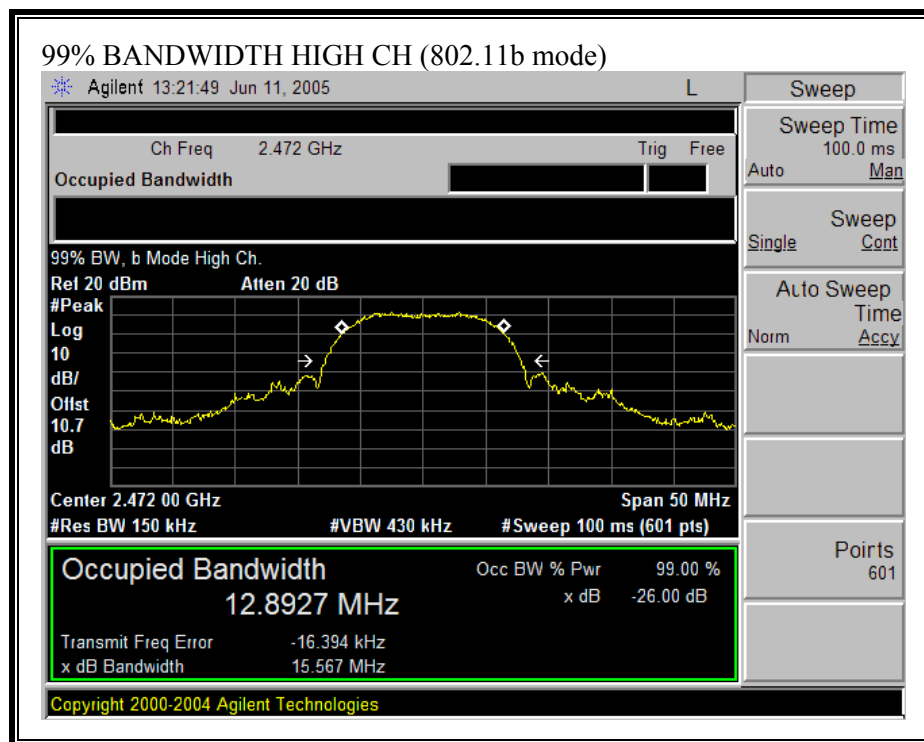 99% BANDWIDTH HIGH CH (802.11b mode)
Agilent 13:21:49 Jun 11, 2005 L
Ch Freq 2.472 GHz Trig Free
Occupied Bandwidth
99% BW, b Mode High Ch.
Ref 20 dBm Atten 20 dB
#Peak
Log
10
dB/
Offst
10.7
dB
Center 2.472 00 GHz Span 50 MHz
#Res BW 150 kHz #VBW 430 kHz #Sweep 100 ms (601 pts)
Occupied Bandwidth
12.8927 MHz
Occ BW % Pwr 99.00 %
x dB -26.00 dB
Transmit Freq Error -16.394 kHz
x dB Bandwidth 15.567 MHz
Copyright 2000-2004 Agilent Technologies
Sweep
Sweep Time
100.0 ms
Auto Man
Sweep
Single Cont
Auto Sweep
Time
Norm Accy
Points
601